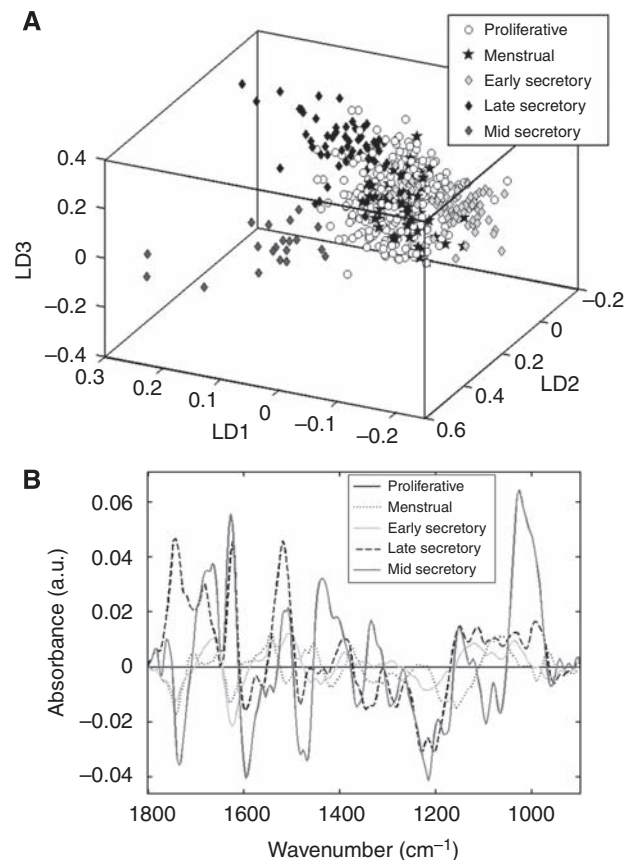 A
Proliferative
Menstrual
Early secretory
Late secretory
Mid secretory
0.4
0.2
0
−0.2
−0.4
LD3
0.3
0.2
0.1
0
−0.1
−0.2
LD1
0.6
0.4
0.2
0
−0.2
LD2
B
Proliferative
Menstrual
Early secretory
Late secretory
Mid secretory
0.06
0.04
0.02
0
−0.02
−0.04
Absorbance (a.u.)
1800 1600 1400 1200 1000
Wavenumber (cm⁻¹)